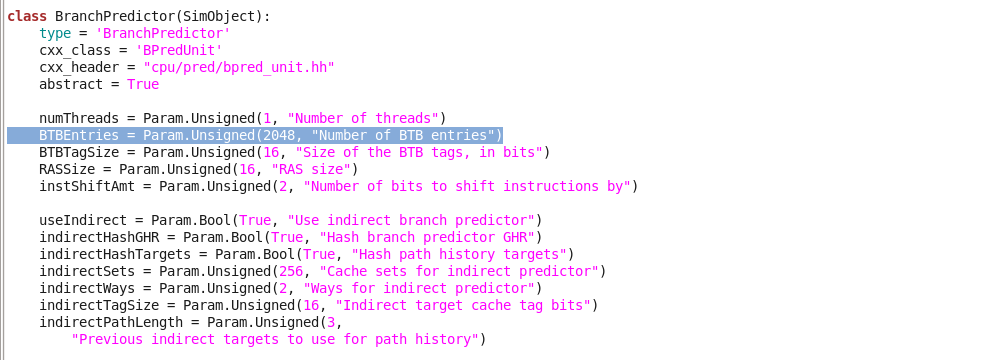 class BranchPredictor(SimObject):
    type = 'BranchPredictor'
    cxx_class = 'BPredUnit'
    cxx_header = "cpu/pred/bpred_unit.hh"
    abstract = True

    numThreads = Param.Unsigned(1, "Number of threads")
    BTBEntries = Param.Unsigned(2048, "Number of BTB entries")
    BTBTagSize = Param.Unsigned(16, "Size of the BTB tags, in bits")
    RASSize = Param.Unsigned(16, "RAS size")
    instShiftAmt = Param.Unsigned(2, "Number of bits to shift instructions by")

    useIndirect = Param.Bool(True, "Use indirect branch predictor")
    indirectHashGHR = Param.Bool(True, "Hash branch predictor GHR")
    indirectHashTargets = Param.Bool(True, "Hash path history targets")
    indirectSets = Param.Unsigned(256, "Cache sets for indirect predictor")
    indirectWays = Param.Unsigned(2, "Ways for indirect predictor")
    indirectTagSize = Param.Unsigned(16, "Indirect target cache tag bits")
    indirectPathLength = Param.Unsigned(3,
        "Previous indirect targets to use for path history")